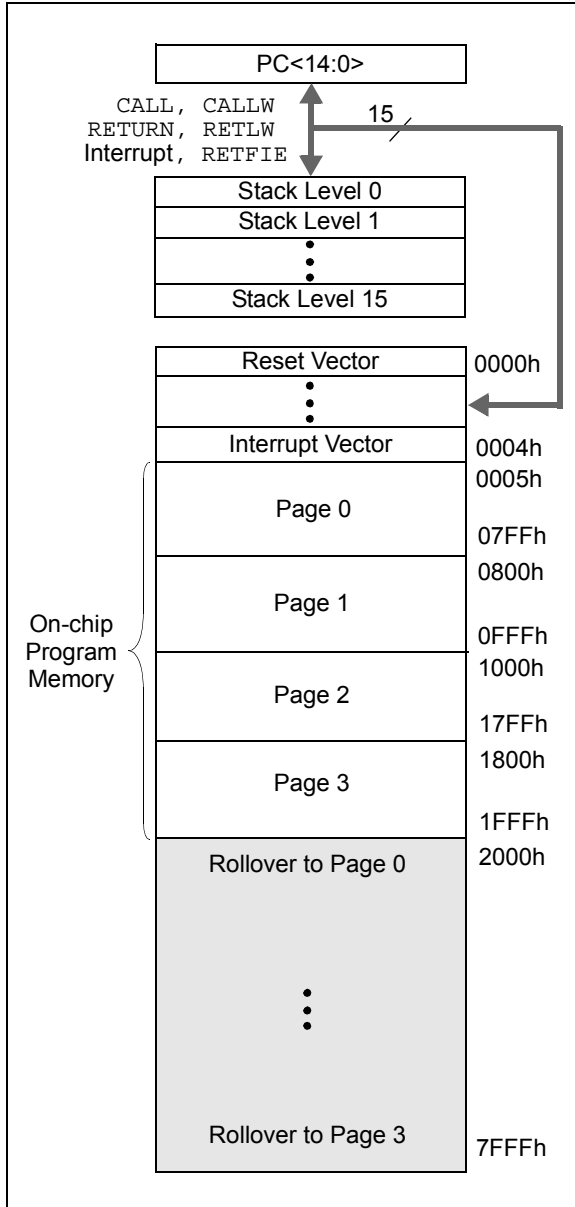 PC<14:0>
CALL, CALLW
RETURN, RETLW
Interrupt, RETFIE
15
Stack Level 0
Stack Level 1
Stack Level 15
Reset Vector
0000h
Interrupt Vector
0004h
0005h
Page 0
07FFh
0800h
Page 1
On-chip
Program
Memory
0FFFh
1000h
Page 2
17FFh
1800h
Page 3
1FFFh
Rollover to Page 0
2000h
Rollover to Page 3
7FFFh